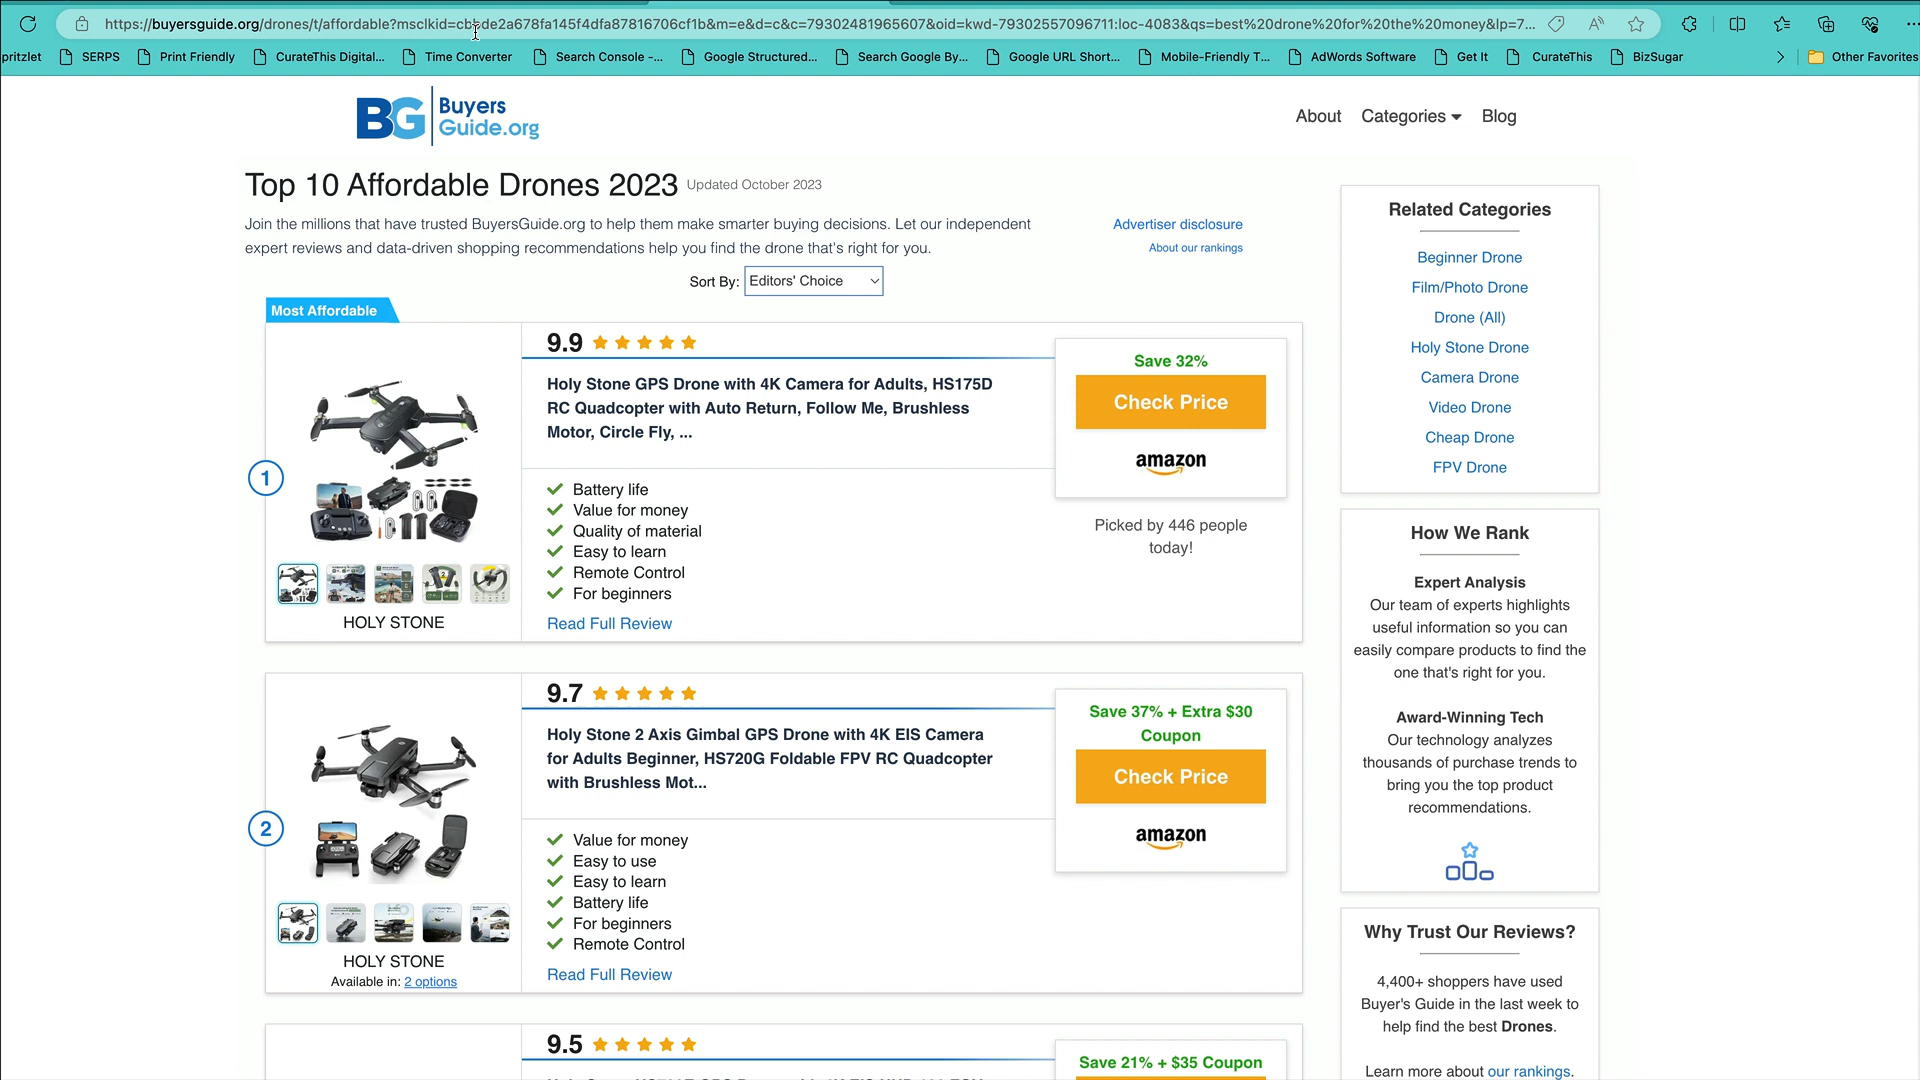 https://buyersguide.org/drones/t/affordable?msclkid=cb de2a678fa145f4dfa87816706cf1b&m=e&d=c&c=79302481965607&oid=kwd-79302557096711:loc-4083&qs=best%20drone%20for%20the%20money&lp=7...
pritzlet SERPS Print Friendly CurateThis Digital... Time Converter Search Console -... Google Structured... Search Google By... Google URL Short... Mobile-Friendly T... AdWords Software Get It CurateThis BizSugar Other Favorites
BG Buyers
Guide.org
About Categories Blog
Top 10 Affordable Drones 2023 Updated October 2023
Join the millions that have trusted BuyersGuide.org to help them make smarter buying decisions. Let our independent
expert reviews and data-driven shopping recommendations help you find the drone that's right for you.
Advertiser disclosure
About our rankings
Sort By: Editors' Choice
Most Affordable
1
9.9
Holy Stone GPS Drone with 4K Camera for Adults, HS175D
RC Quadcopter with Auto Return, Follow Me, Brushless
Motor, Circle Fly, ...
Battery life
Value for money
Quality of material
Easy to learn
Remote Control
For beginners
Read Full Review
HOLY STONE
Save 32%
Check Price
amazon
Picked by 446 people
today!
2
9.7
Holy Stone 2 Axis Gimbal GPS Drone with 4K EIS Camera
for Adults Beginner, HS720G Foldable FPV RC Quadcopter
with Brushless Mot...
Value for money
Easy to use
Easy to learn
Battery life
For beginners
Remote Control
Read Full Review
HOLY STONE
Available in: 2 options
Save 37% + Extra $30
Coupon
Check Price
amazon
9.5
Save 21% + $35 Coupon
Related Categories
Beginner Drone
Film/Photo Drone
Drone (All)
Holy Stone Drone
Camera Drone
Video Drone
Cheap Drone
FPV Drone
How We Rank
Expert Analysis
Our team of experts highlights
useful information so you can
easily compare products to find the
one that's right for you.
Award-Winning Tech
Our technology analyzes
thousands of purchase trends to
bring you the top product
recommendations.
Why Trust Our Reviews?
4,400+ shoppers have used
Buyer's Guide in the last week to
help find the best Drones.
Learn more about our rankings.